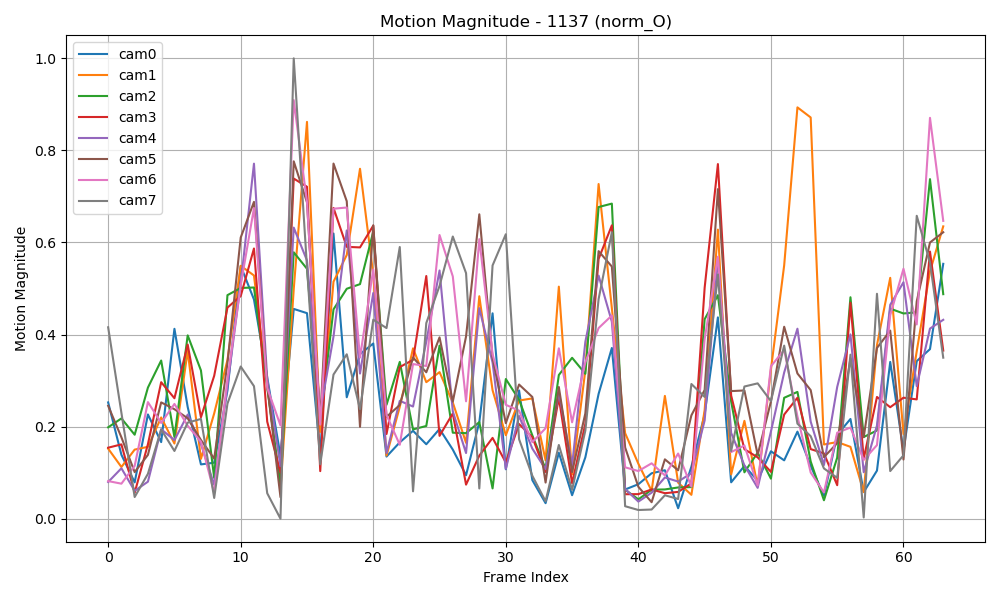 Motion Magnitude - 1137 (norm_O)
cam0
cam1
cam2
cam3
cam4
cam5
cam6
cam7
1.0
0.8
0.6
0.4
0.2
0.0
Motion Magnitude
0 10 20 30 40 50 60
Frame Index